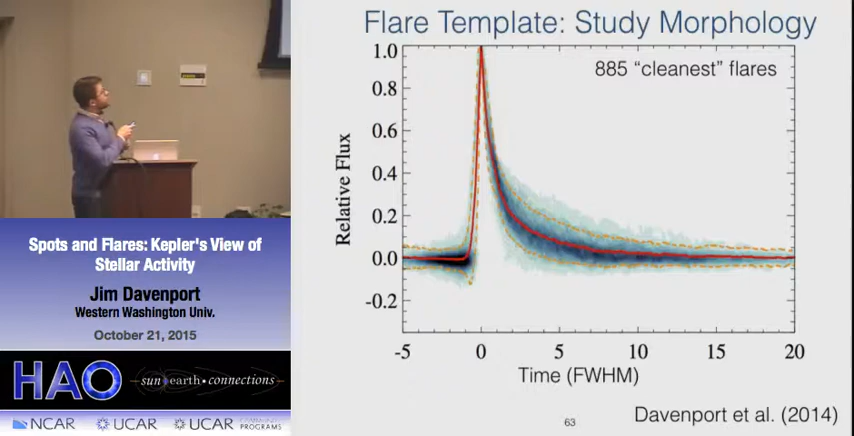 Flare Template: Study Morphology
885 "cleanest" flares
1.0
0.8
0.6
0.4
0.2
0.0
-0.2
Relative Flux
-5
0
5
10
15
20
Time (FWHM)
63
Davenport et al. (2014)
Spots and Flares: Kepler's View of
Stellar Activity
Jim Davenport
Western Washington Univ.
October 21, 2015
HAO
sun earth • connections
NCAR
UCAR
UCAR
PROGRAMS